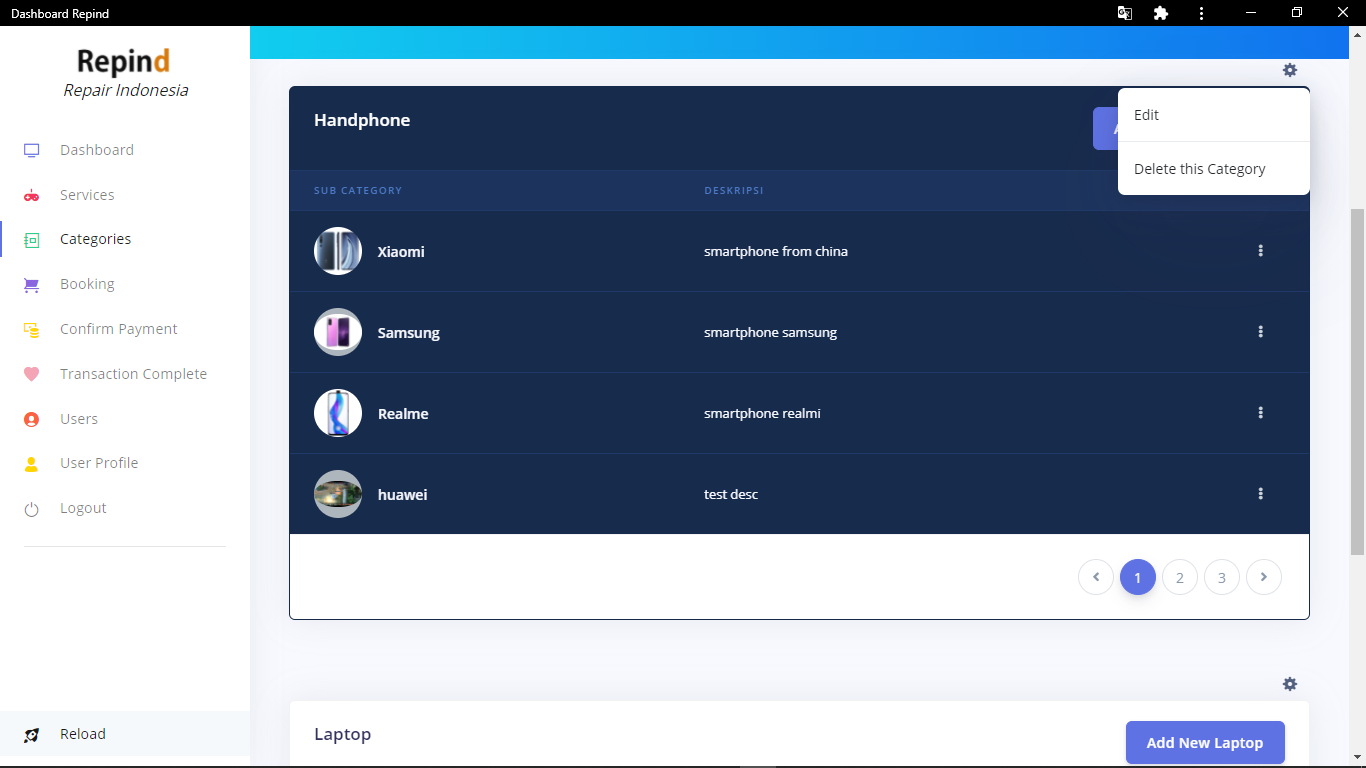 Dashboard Repind
Repind
Repair Indonesia
Dashboard
Services
Categories
Booking
Confirm Payment
Transaction Complete
Users
User Profile
Logout
Reload
Handphone
Edit
Delete this Category
SUB CATEGORY
DESKRIPSI
Xiaomi
smartphone from china
Samsung
smartphone samsung
Realme
smartphone realmi
huawei
test desc
1 2 3
Laptop
Add New Laptop